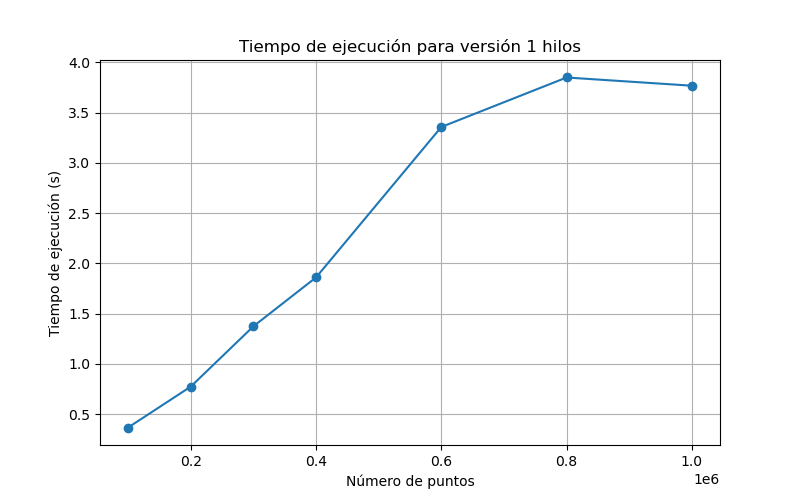 Tiempo de ejecución para versión 1 hilos
4.0
3.5
3.0
2.5
2.0
1.5
1.0
0.5
Tiempo de ejecución (s)
0.2 0.4 0.6 0.8 1.0
1e6
Número de puntos